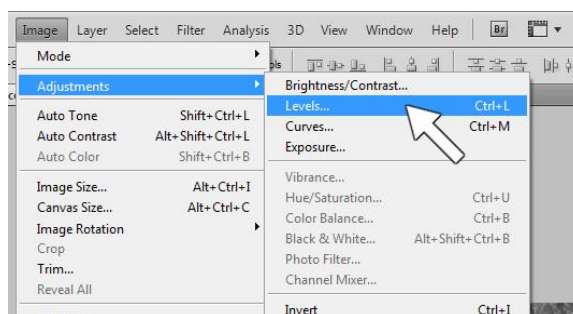 Image Layer Select Filter Analysis 3D View Window Help Br
Mode
Adjustments
Auto Tone Shift+Ctrl+L
Auto Contrast Alt+Shift+Ctrl+L
Auto Color Shift+Ctrl+B
Image Size... Alt+Ctrl+I
Canvas Size... Alt+Ctrl+C
Image Rotation
Crop
Trim...
Reveal All
Brightness/Contrast...
Levels... Ctrl+L
Curves... Ctrl+M
Exposure...
Vibrance...
Hue/Saturation... Ctrl+U
Color Balance... Ctrl+B
Black & White... Alt+Shift+Ctrl+B
Photo Filter...
Channel Mixer...
Invert Ctrl+I